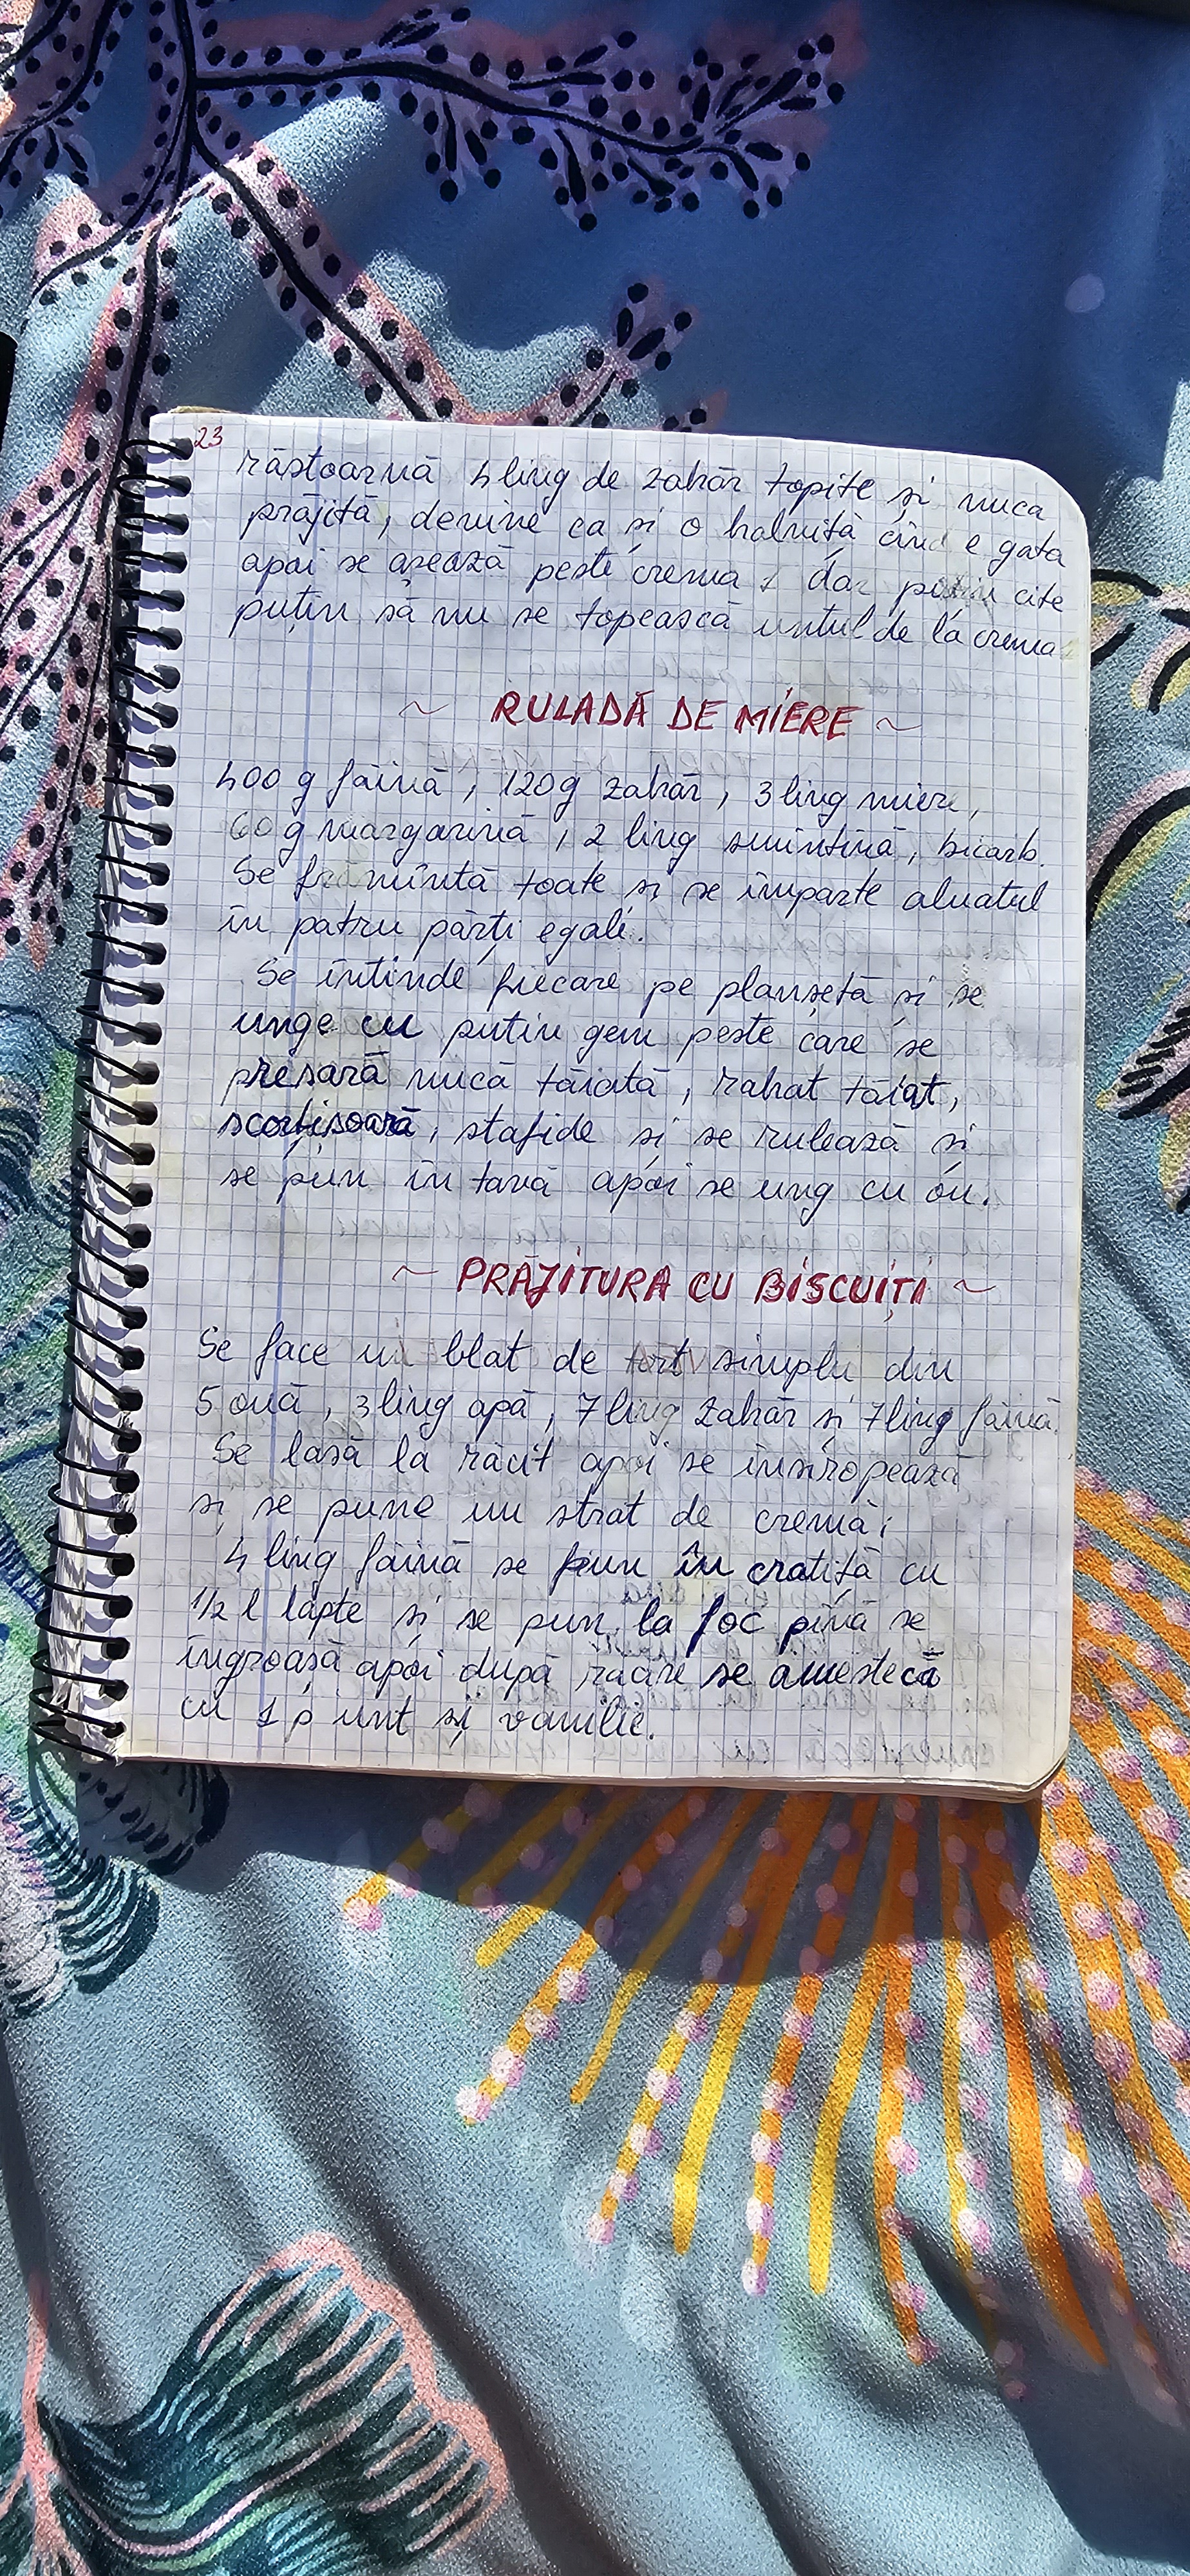 23
răstoarnă 4 ling de zahăr topite și nuca
prăjită, devine ca și o halviță cînd e gata
apoi se așează peste crema 1 dar puțin cîte
puțin să nu se topească untul de la crema
~ RULADĂ DE MIERE ~
400 g făină, 120g zahăr, 3 ling miere,
60 g margarină, 2 ling smîntînă, bicarb.
Se frămîntă toate și se împarte aluatul
în patru părți egale.
Se întinde fiecare pe planșetă și se
unge cu puțin gem peste care se
presară nucă tăiată, rahat tăiat,
scorțișoară, stafide și se rulează și
se pun în tavă apoi se ung cu ou.
~ PRĂJITURA CU BISCUIȚI ~
Se face un blat de tort simplu din
5 ouă, 3 ling apă, 7 ling zahăr și 7 ling făină.
Se lasă la răcit apoi se însiropează
și se pune un strat de cremă:
4 ling făină se pun în cratiță cu
1/2 l lapte și se pun la foc pînă se
îngroașă apoi după răcire se amestecă
cu 1 p unt și vanilie.